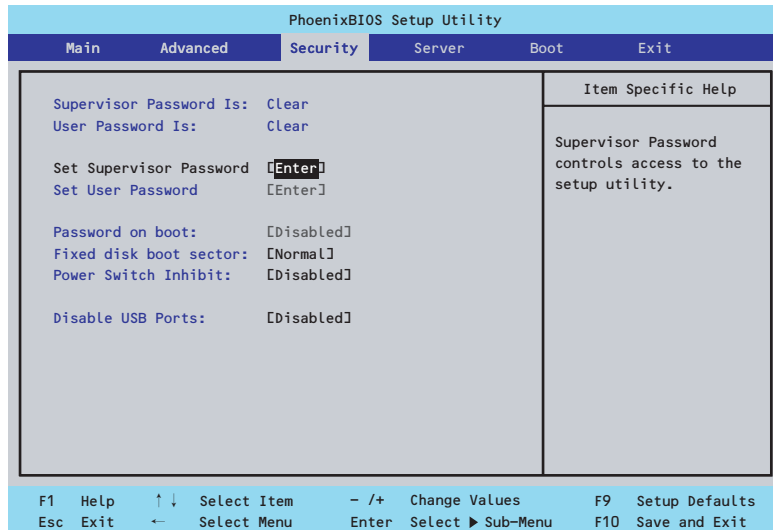 PhoenixBIOS Setup Utility
Main Advanced Security Server Boot Exit
Item Specific Help
Supervisor Password Is: Clear
User Password Is: Clear
Supervisor Password
controls access to the
setup utility.
Set Supervisor Password [Enter]
Set User Password [Enter]
Password on boot: [Disabled]
Fixed disk boot sector: [Normal]
Power Switch Inhibit: [Disabled]
Disable USB Ports: [Disabled]
F1 Help ↑↓ Select Item - /+ Change Values F9 Setup Defaults
Esc Exit ← Select Menu Enter Select ▶ Sub-Menu F10 Save and Exit